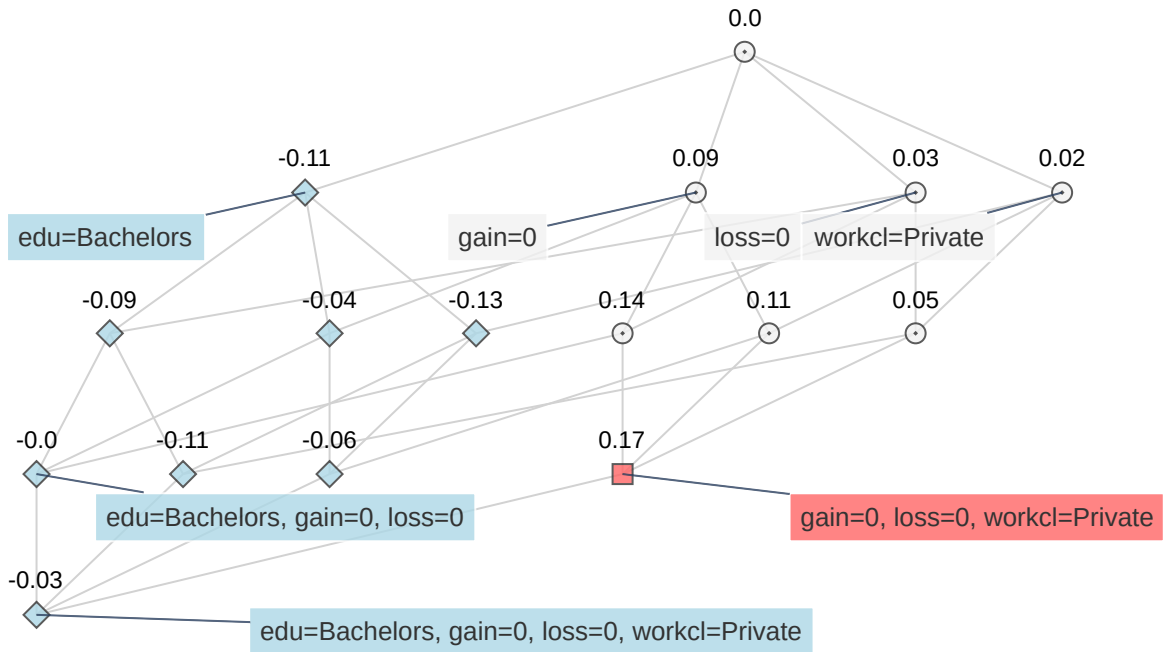 0.0
-0.11
0.09
0.03
0.02
edu=Bachelors
gain=0
loss=0
workcl=Private
-0.09
-0.04
-0.13
0.14
0.11
0.05
-0.0
-0.11
-0.06
0.17
edu=Bachelors, gain=0, loss=0
gain=0, loss=0, workcl=Private
-0.03
edu=Bachelors, gain=0, loss=0, workcl=Private